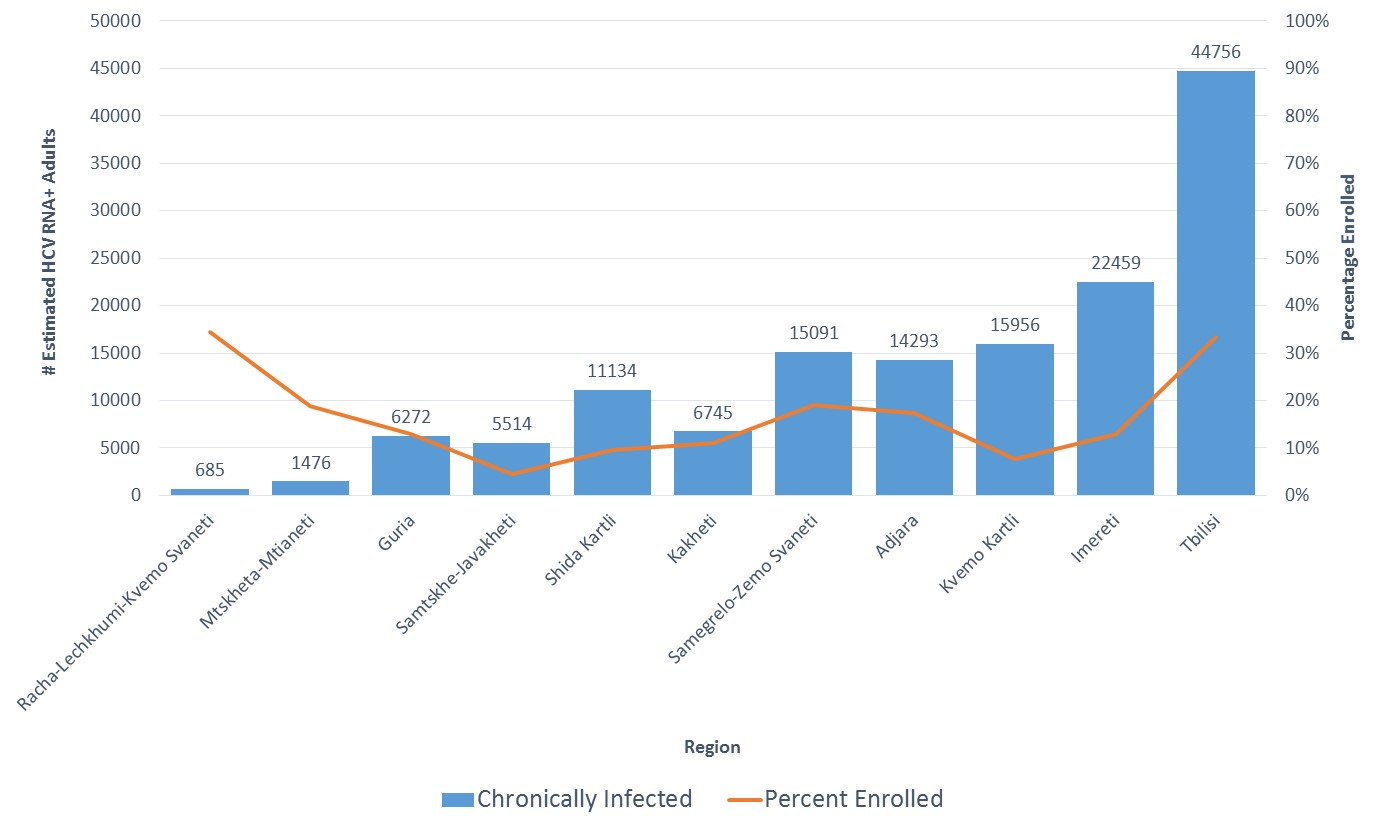 50000
45000
40000
35000
30000
25000
20000
15000
10000
5000
0
# Estimated HCV RNA+ Adults
685
1476
6272
5514
11134
6745
15091
14293
15956
22459
44756
100%
90%
80%
70%
60%
50%
40%
30%
20%
10%
0%
Percentage Enrolled
Racha-Lechkhumi-Kvemo Svaneti
Mtskheta-Mtianeti
Guria
Samtskhe-Javakheti
Shida Kartli
Kakheti
Samegrelo-Zemo Svaneti
Adjara
Kvemo Kartli
Imereti
Tbilisi
Region
Chronically Infected
Percent Enrolled